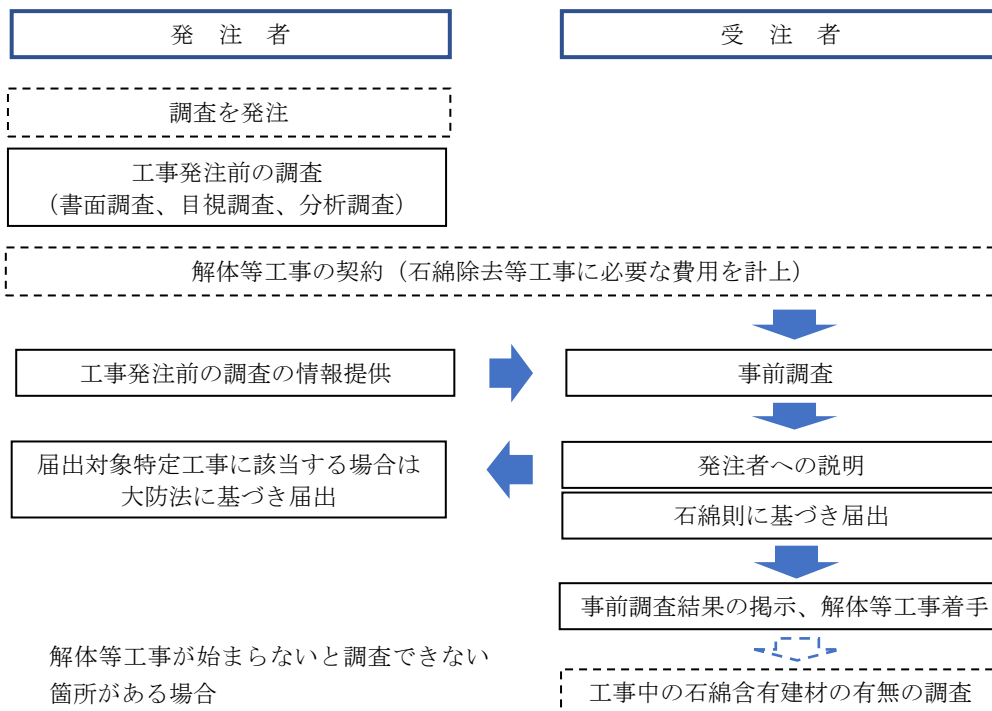 発 注 者
受 注 者
調査を発注
工事発注前の調査
（書面調査、目視調査、分析調査）
解体等工事の契約（石綿除去等工事に必要な費用を計上）
工事発注前の調査の情報提供
事前調査
届出対象特定工事に該当する場合は
大防法に基づき届出
発注者への説明
石綿則に基づき届出
事前調査結果の掲示、解体等工事着手
解体等工事が始まらないと調査できない
箇所がある場合
工事中の石綿含有建材の有無の調査